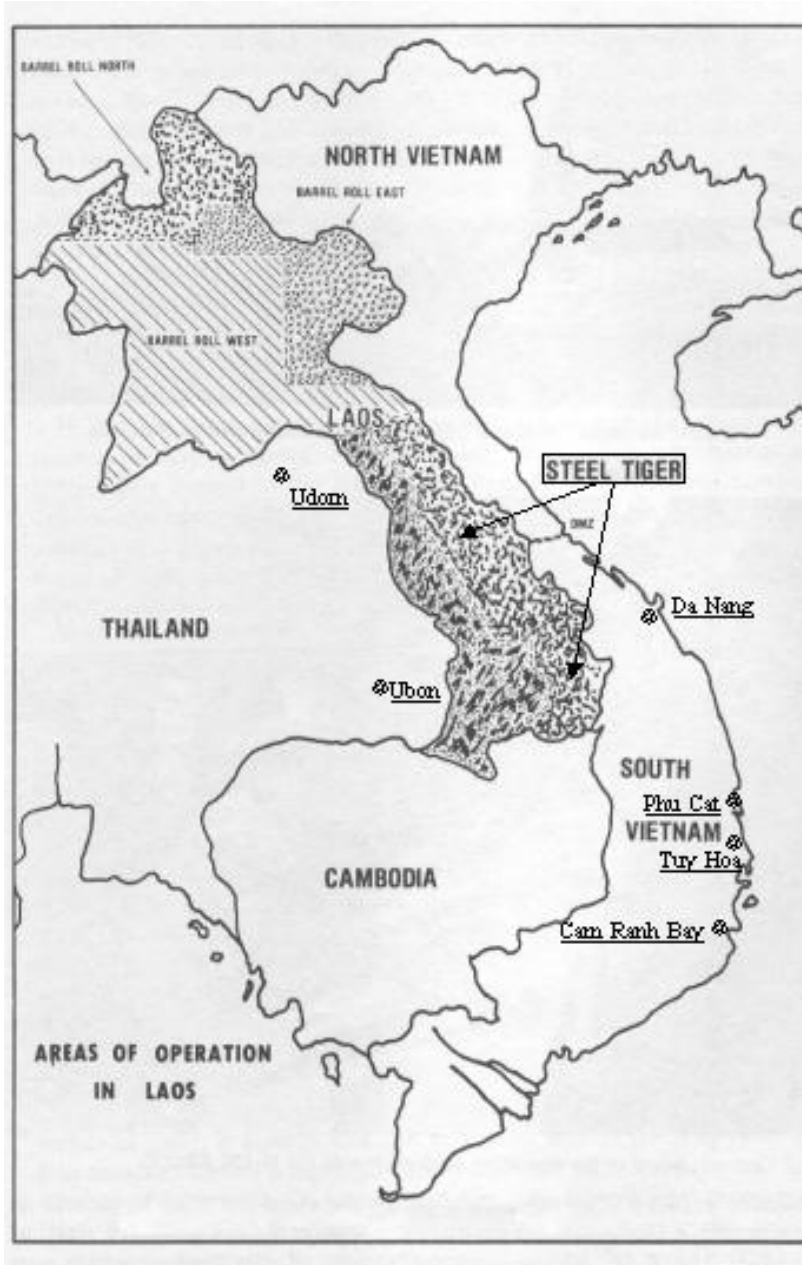 BARREL ROLL NORTH
NORTH VIETNAM
BARREL ROLL EAST
BARREL ROLL WEST
LAOS
STEEL TIGER
Udorn
DMZ
Da Nang
THAILAND
Ubon
SOUTH
VIETNAM
Phu Cat
Tuy Hoa
CAMBODIA
Cam Ranh Bay
AREAS OF OPERATION
IN LAOS